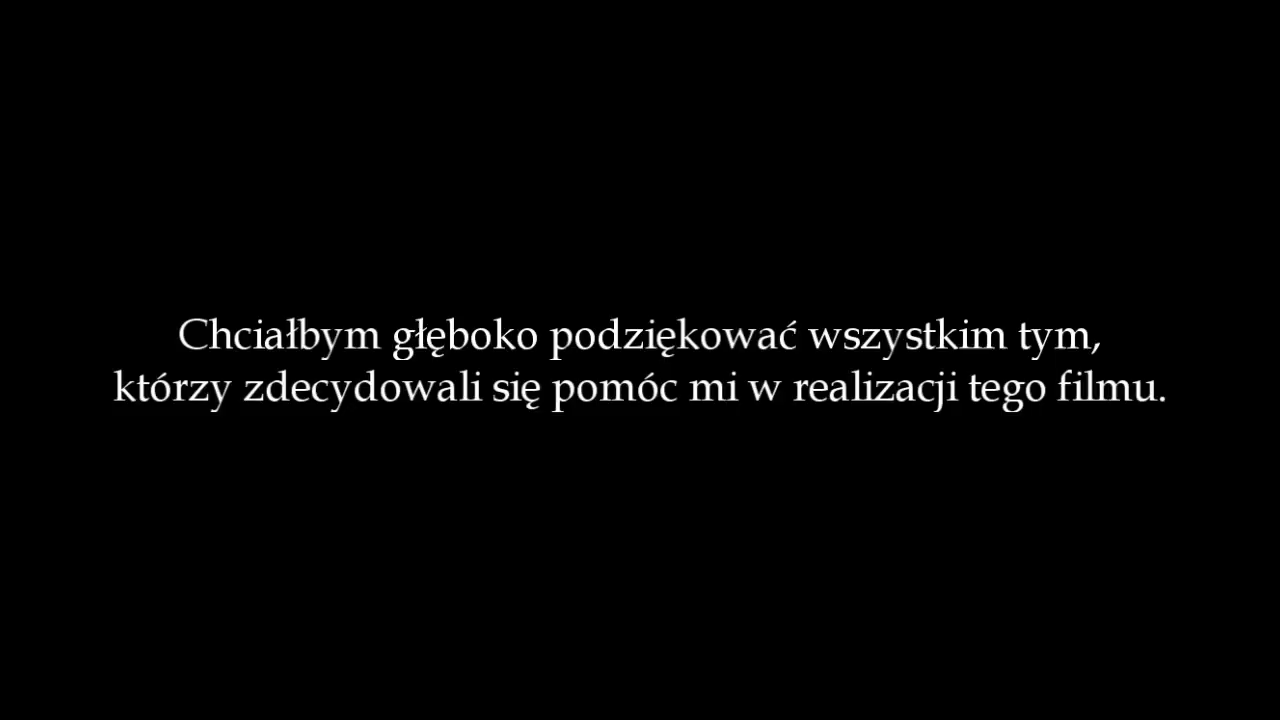 Chciałbym głęboko podziękować wszystkim tym,
którzy zdecydowali się pomóc mi w realizacji tego filmu.